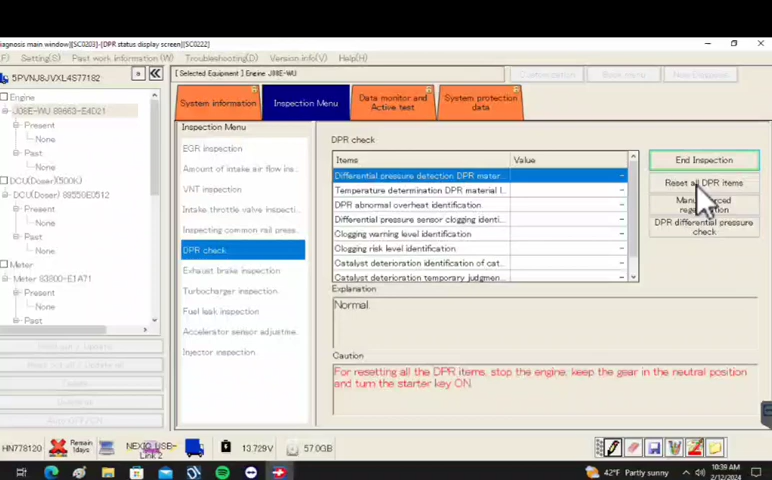 Diagnosis main window][SC0203]-[DPR status display screen][SC0222]
(F) Setting(S) Past work information (W) Troubleshooting(D) Version info(V) Help(H)
5PVNJ8JVXL4S77182
» «
Engine
J08E-WU 89663-E4D21
Present
None
Past
None
DCU(Doser)(500K)
DCU(Doser) 89550E0512
Present
None
Past
None
Meter
Meter 83800-E1A71
Present
None
Past
[ Selected Equipment ] Engine J08E-WU
Customization
Book menu
System information
Inspection Menu
Data monitor and Active test
System protection data
Inspection Menu
EGR inspection
Amount of intake air flow ins...
VNT inspection
Intake throttle valve inspecti...
Inspecting common rail press...
DPR check
Exhaust brake inspection
Turbocharger inspection
Fuel leak inspection
Accelerator sensor adjustme...
Injector inspection
DPR check
Items Value
Differential pressure detection DPR mater... -
Temperature determination DPR material l... -
DPR abnormal overheat identification -
Differential pressure sensor clogging identi... -
Clogging warning level identification -
Clogging risk level identification -
Catalyst deterioration identification of cat... -
Catalyst deterioration temporary judgmen... -
End Inspection
Reset all DPR items
DPR differential pressure check
Explanation
Normal.
Caution
For resetting all the DPR items, stop the engine, keep the gear in the neutral position and turn the starter key ON.
HN778120
Remain 1days
NEXIQ USB-Link 2
13.729V
57.0GB
42°F Partly sunny
10:39 AM
2/12/2024